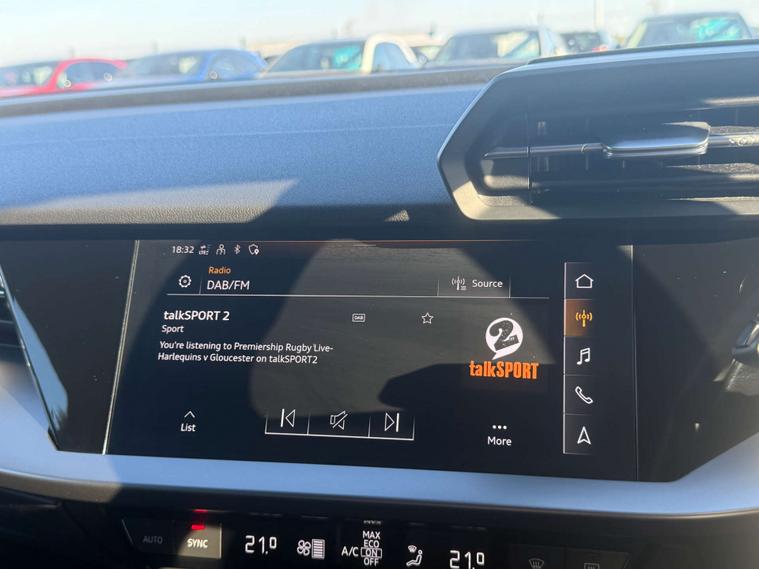 18:32
Radio
DAB/FM
Source
talkSPORT 2
DAB
Sport
You're listening to Premiership Rugby Live-
Harlequins v Gloucester on talkSPORT2
2
talkSPORT
List
More
AUTO
SYNC
21.0
A/C
MAX
ECO
ON
OFF
21.0